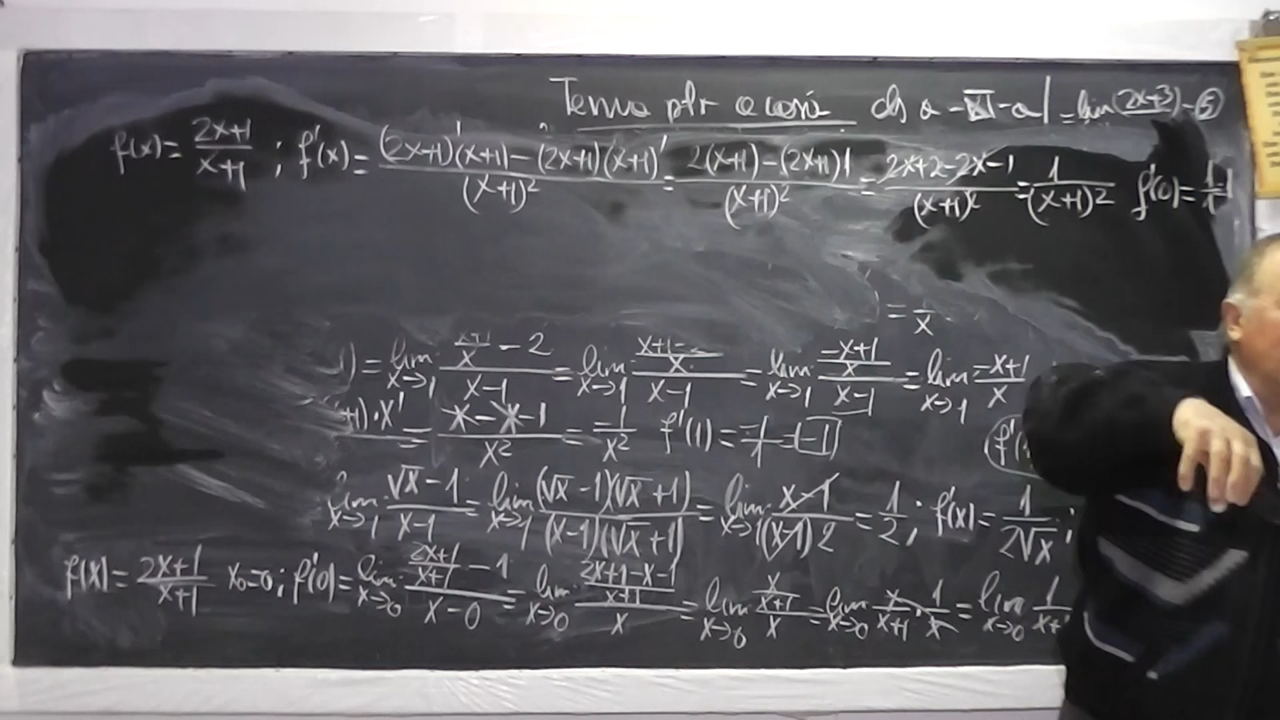 Tema ptr acasă
= lim (2x+3) - 5
f(x) = (2x+1)/(x+1) ; f'(x) = ((2x+1)'(x+1) - (2x+1)(x+1)')/(x+1)² = (2(x+1) - (2x+1)1)/(x+1)² = (2x+2-2x-1)/(x+1)² = 1/(x+1)² f'(0) = 1/1 = 1
= /x
1) = lim x→1 ((x+1)/x - 2)/(x-1) = lim x→1 ((x+1-)/x)/(x-1) = lim x→1 ((-x+1)/x)/(x-1) = lim x→1 (-x+1)/x
+1)·x' = (x-x-1)/x² = -1/x² f'(1) = -1/1 = -1
(f'(
lim x→1 (√x - 1)/(x-1) = lim x→1 ((√x - 1)(√x + 1))/((x-1)(√x + 1)) = lim x→1 (x-1)/((x-1)2) = 1/2 ; f'(x) = 1/(2√x) ;
f(x) = (2x+1)/(x+1) x₀=0 ; f'(0) = lim x→0 ((2x+1)/(x+1) - 1)/(x-0) = lim x→0 ((2x+1-x-1)/(x+1))/x = lim x→0 (x/(x+1))/x = lim x→0 x/(x+1) · 1/x = lim x→0 1/(x+1